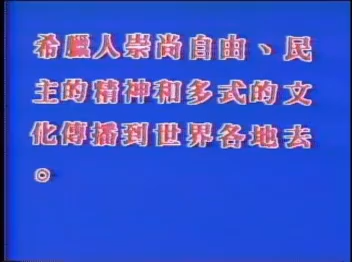 希臘人崇尚自由、民
主的精神和多式的文
化傳播到世界各地去
。